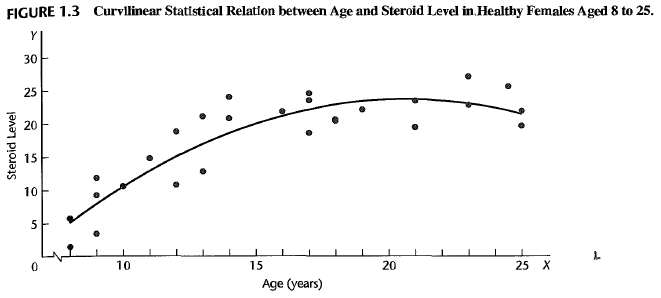 FIGURE 1.3 Curvilinear Statistical Relation between Age and Steroid Level in Healthy Females Aged 8 to 25.
Y
30
25
20
15
10
5
Steroid Level
0
10
15
20
25
X
Age (years)